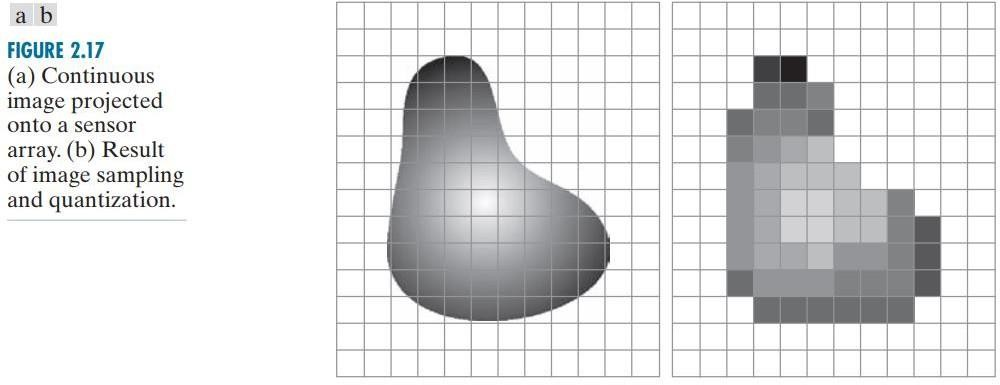 a b
FIGURE 2.17
(a) Continuous
image projected
onto a sensor
array. (b) Result
of image sampling
and quantization.